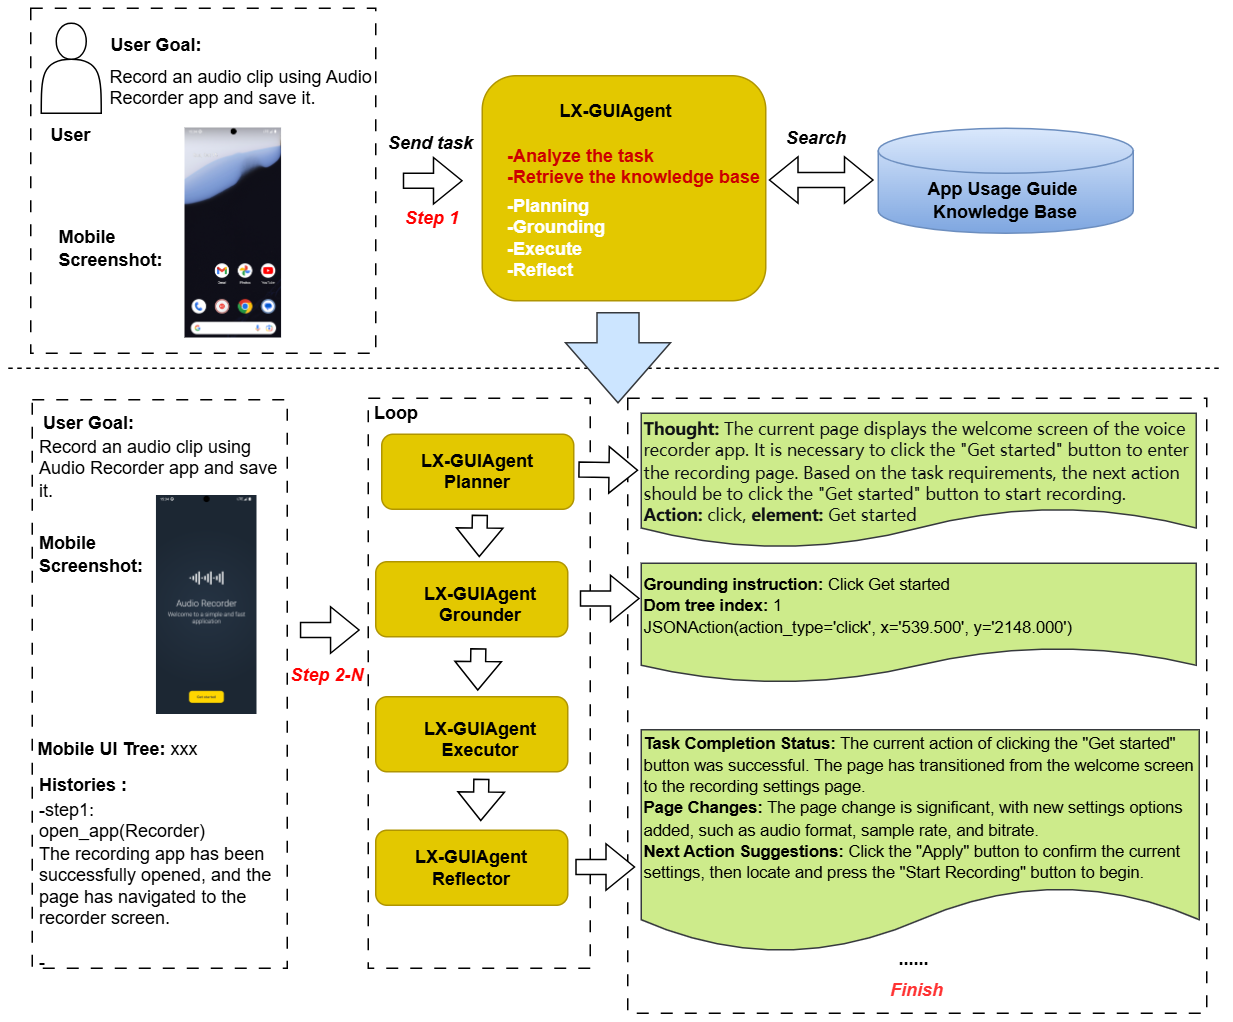 User Goal:
Record an audio clip using Audio
Recorder app and save it.
User
Mobile
Screenshot:
Gmail
Photos
YouTube
Send task
Step 1
LX-GUIAgent
-Analyze the task
-Retrieve the knowledge base
-Planning
-Grounding
-Execute
-Reflect
Search
App Usage Guide
Knowledge Base
User Goal:
Record an audio clip using
Audio Recorder app and save
it.
Mobile
Screenshot:
Audio Recorder
Welcome to a simple and fast
application
Get started
Mobile UI Tree: xxx
Histories :
-step1:
open_app(Recorder)
The recording app has been
successfully opened, and the
page has navigated to the
recorder screen.
-
Step 2-N
Loop
LX-GUIAgent
Planner
LX-GUIAgent
Grounder
LX-GUIAgent
Executor
LX-GUIAgent
Reflector
Thought: The current page displays the welcome screen of the voice
recorder app. It is necessary to click the "Get started" button to enter
the recording page. Based on the task requirements, the next action
should be to click the "Get started" button to start recording.
Action: click, element: Get started
Grounding instruction: Click Get started
Dom tree index: 1
JSONAction(action_type='click', x='539.500', y='2148.000')
Task Completion Status: The current action of clicking the "Get started"
button was successful. The page has transitioned from the welcome screen
to the recording settings page.
Page Changes: The page change is significant, with new settings options
added, such as audio format, sample rate, and bitrate.
Next Action Suggestions: Click the "Apply" button to confirm the current
settings, then locate and press the "Start Recording" button to begin.
......
Finish